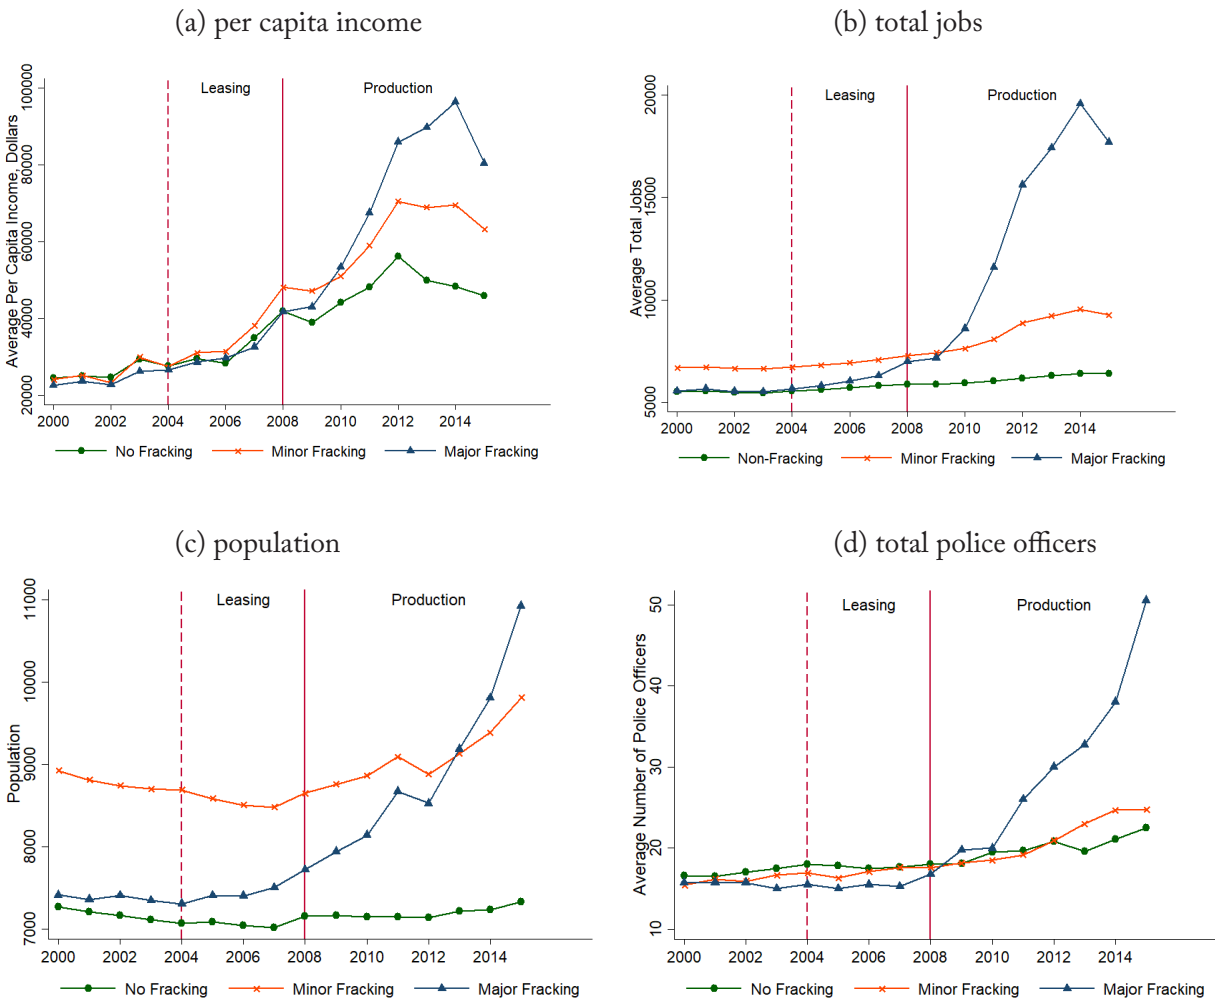 (a) per capita income
Average Per Capita Income, Dollars
20000 40000 60000 80000 100000
Leasing
Production
2000 2002 2004 2006 2008 2010 2012 2014
No Fracking Minor Fracking Major Fracking
(b) total jobs
Average Total Jobs
5000 10000 15000 20000
Leasing
Production
2000 2002 2004 2006 2008 2010 2012 2014
Non-Fracking Minor Fracking Major Fracking
(c) population
Population
7000 8000 9000 10000 11000
Leasing
Production
2000 2002 2004 2006 2008 2010 2012 2014
No Fracking Minor Fracking Major Fracking
(d) total police officers
Average Number of Police Officers
10 20 30 40 50
Leasing
Production
2000 2002 2004 2006 2008 2010 2012 2014
No Fracking Minor Fracking Major Fracking